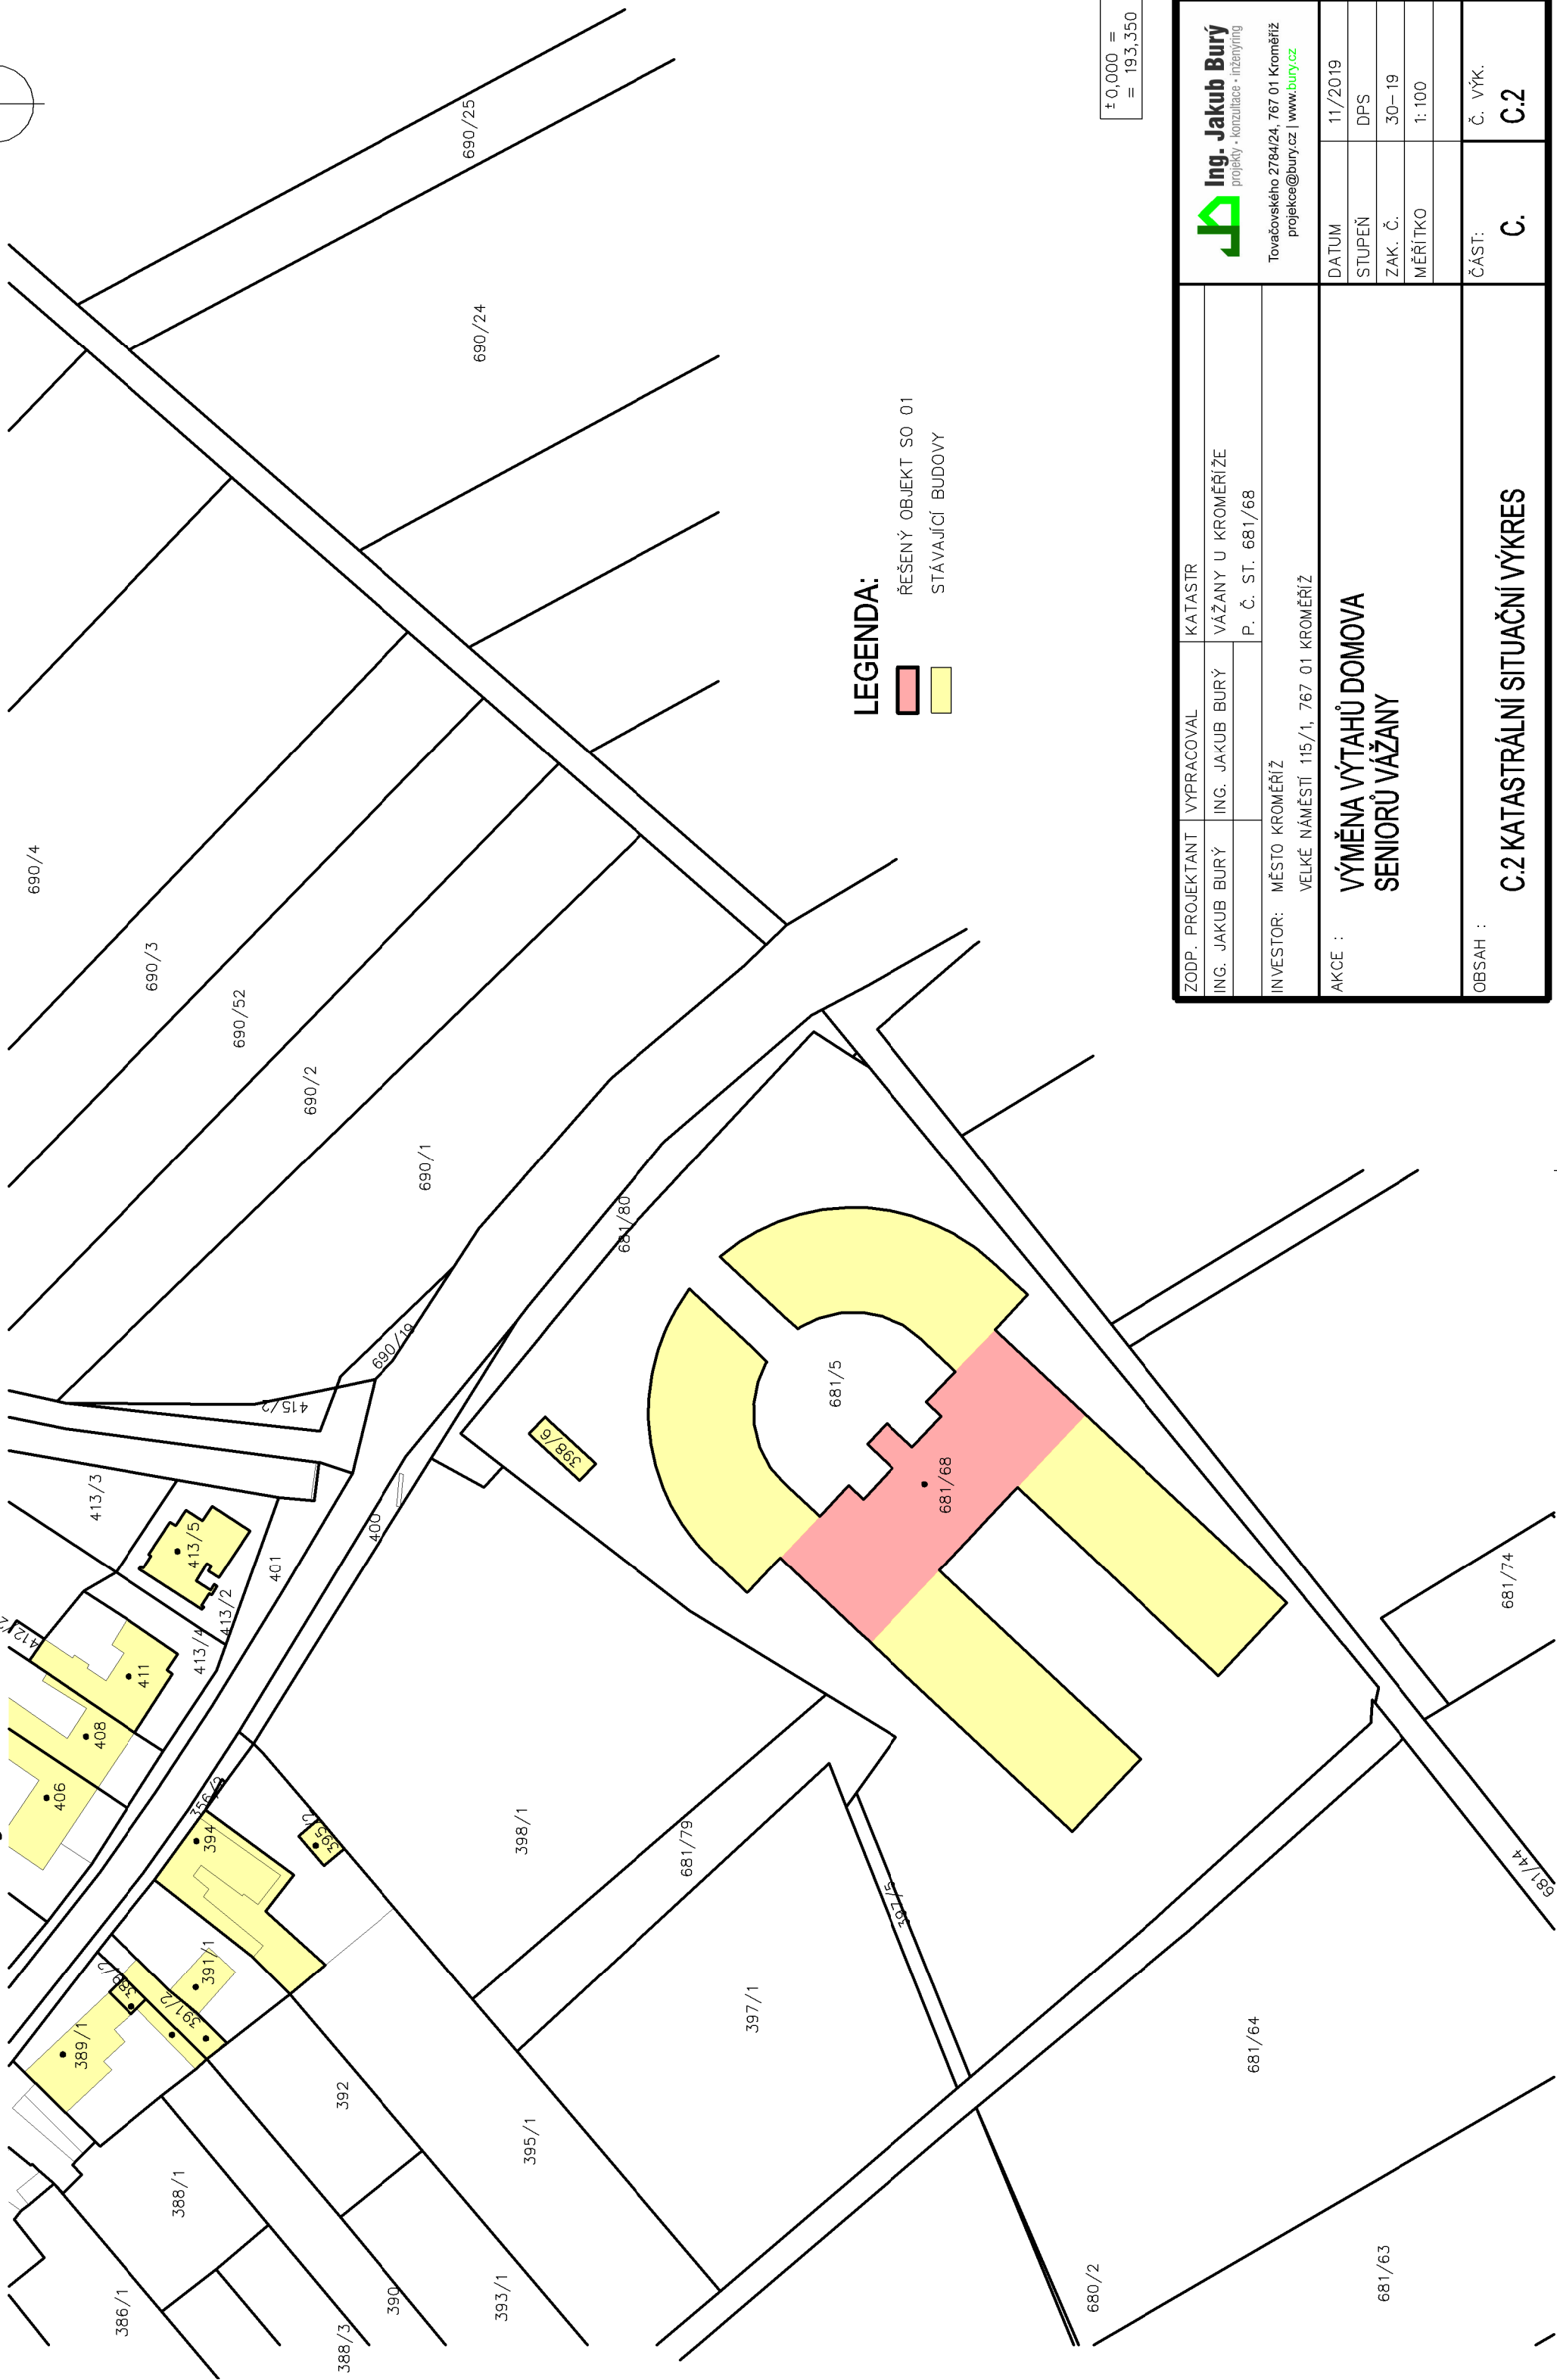 690/25
690/24
690/4
690/3
690/52
690/2
690/1
690/19
415/2
681/80
398/6
681/5
681/68
400
401
413/3
413/5
413/2
413/4
412/2
411
408
406
356/2
394
398/1
681/79
397/5
397/1
391/1
391/2
389/1
392
395/1
388/1
386/1
388/3
390
393/1
680/2
681/63
681/64
681/44
681/74
LEGENDA:
ŘEŠENÝ OBJEKT SO 01
STÁVAJÍCÍ BUDOVY
±0,000 =
= 193,350
ZODP. PROJEKTANT VYPRACOVAL KATASTR
ING. JAKUB BURÝ ING. JAKUB BURÝ VÁŽANY U KROMĚŘÍŽE
P. Č. ST. 681/68
INVESTOR: MĚSTO KROMĚŘÍŽ
VELKÉ NÁMĚSTÍ 115/1, 767 01 KROMĚŘÍŽ
Ing. Jakub Burý
projekty • konzultace • inženýring
Tovačovského 2784/24, 767 01 Kroměříž
projekce@bury.cz | www.bury.cz
AKCE :
VÝMĚNA VÝTAHŮ DOMOVA
SENIORŮ VÁŽANY
DATUM 11/2019
STUPEŇ DPS
ZAK. Č. 30-19
MĚŘÍTKO 1:100
OBSAH :
C.2 KATASTRÁLNÍ SITUAČNÍ VÝKRES
ČÁST:
C.
Č. VÝK.
C.2